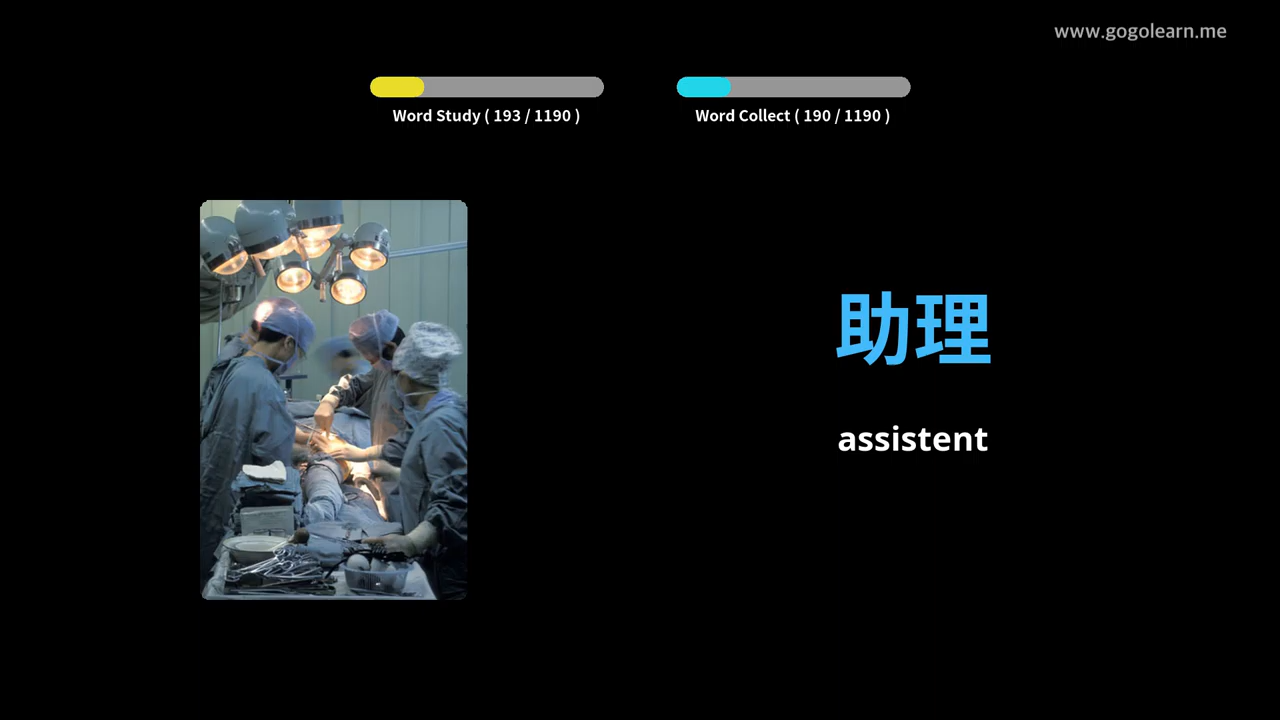 www.gogolearn.me
Word Study ( 193 / 1190 )
Word Collect ( 190 / 1190 )
助理
assistent